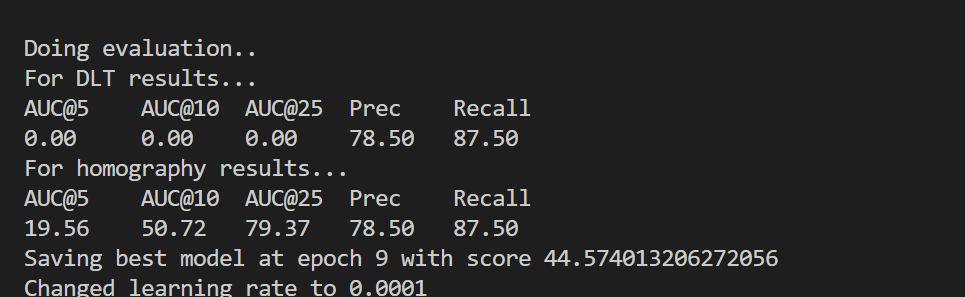 Doing evaluation..
For DLT results...
AUC@5 AUC@10 AUC@25 Prec Recall
0.00 0.00 0.00 78.50 87.50
For homography results...
AUC@5 AUC@10 AUC@25 Prec Recall
19.56 50.72 79.37 78.50 87.50
Saving best model at epoch 9 with score 44.574013206272056
Changed learning rate to 0.0001